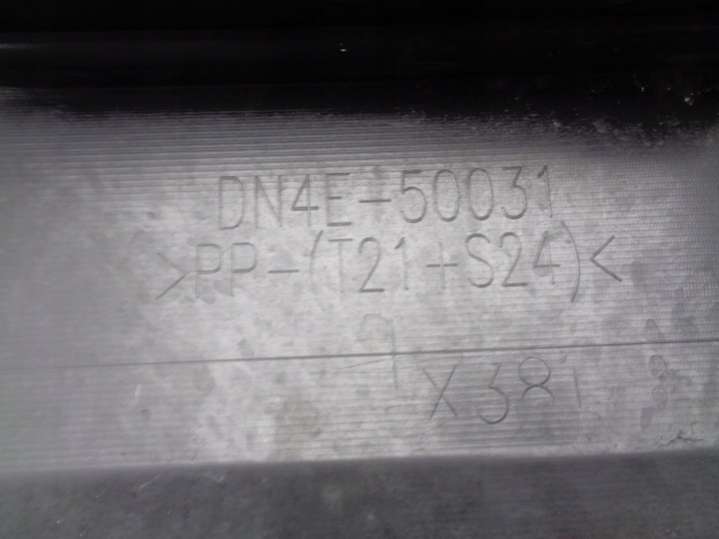 DN4E-50031
>PP-(T21+S24)<
X381